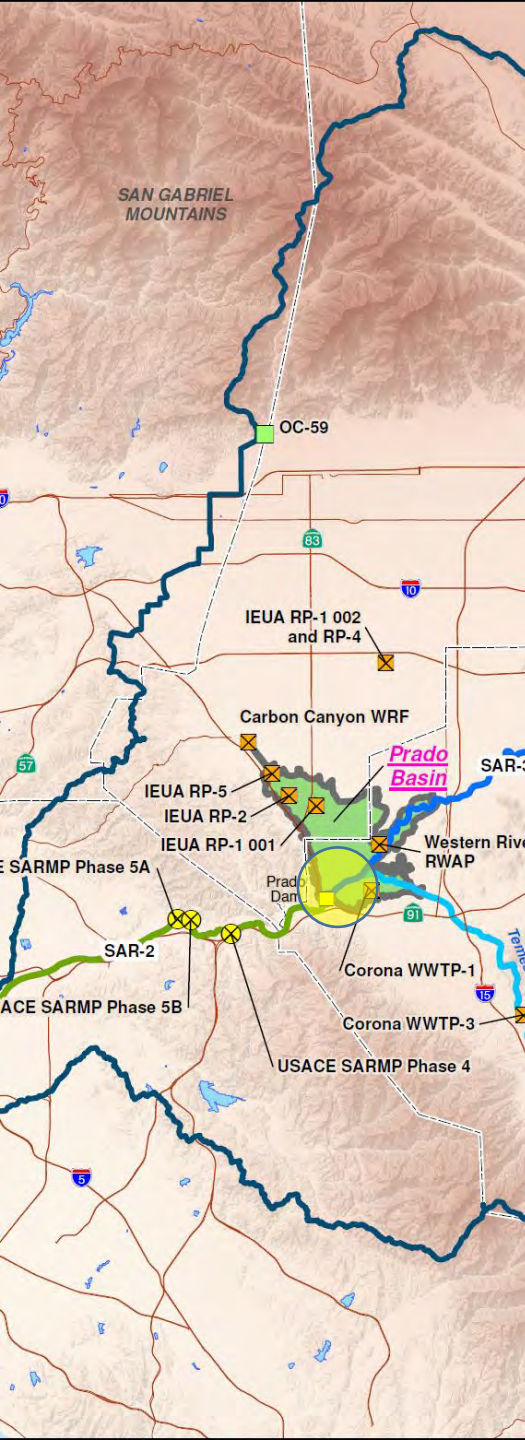 SAN GABRIEL
MOUNTAINS
OC-59
83
10
IEUA RP-1 002
and RP-4
Carbon Canyon WRF
Prado
Basin
57
SAR-3
IEUA RP-5
IEUA RP-2
IEUA RP-1 001
Western Rive
RWAP
E SARMP Phase 5A
Prado
Dam
91
SAR-2
Corona WWTP-1
15
ACE SARMP Phase 5B
Corona WWTP-3
USACE SARMP Phase 4
5